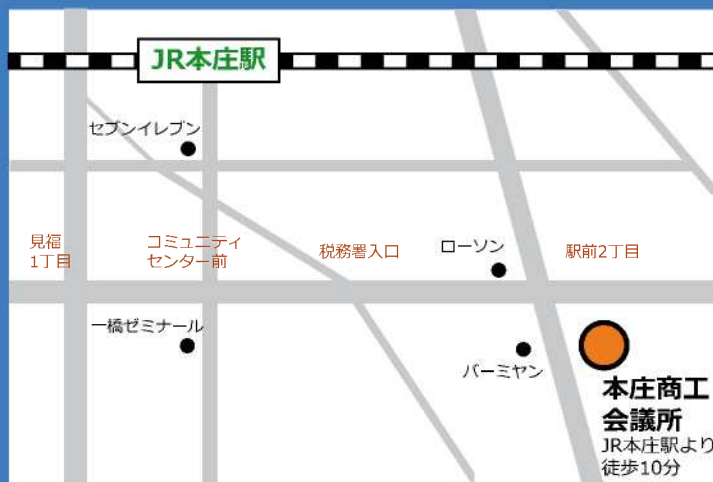 JR本庄駅
セブンイレブン
見福
1丁目
コミュニティ
センター前
税務署入口
ローソン
駅前2丁目
一橋ゼミナール
バーミヤン
本庄商工
会議所
JR本庄駅より
徒歩10分